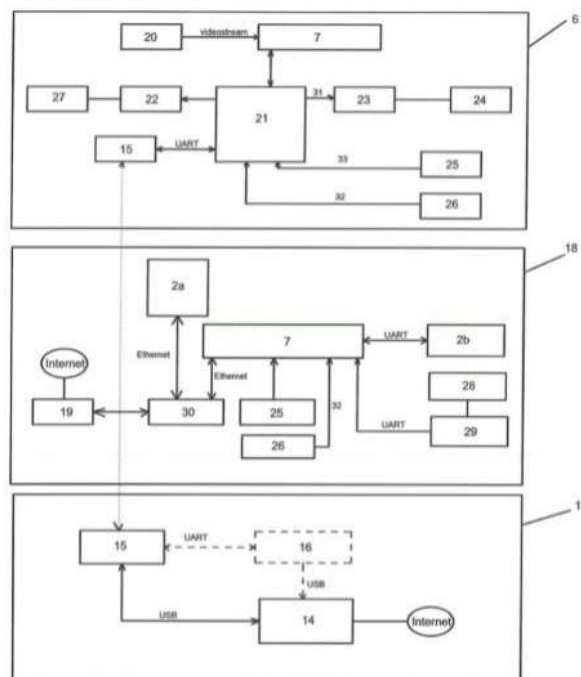 6
20 videostream 7
27 22 21 31 23 24
15 UART
33 25
32 26
18
2a
Ethernet
7 UART 2b
Internet
Ethernet
28
19 30 25 32
26 UART 29
1
15 UART 16
USB
USB 14 Internet